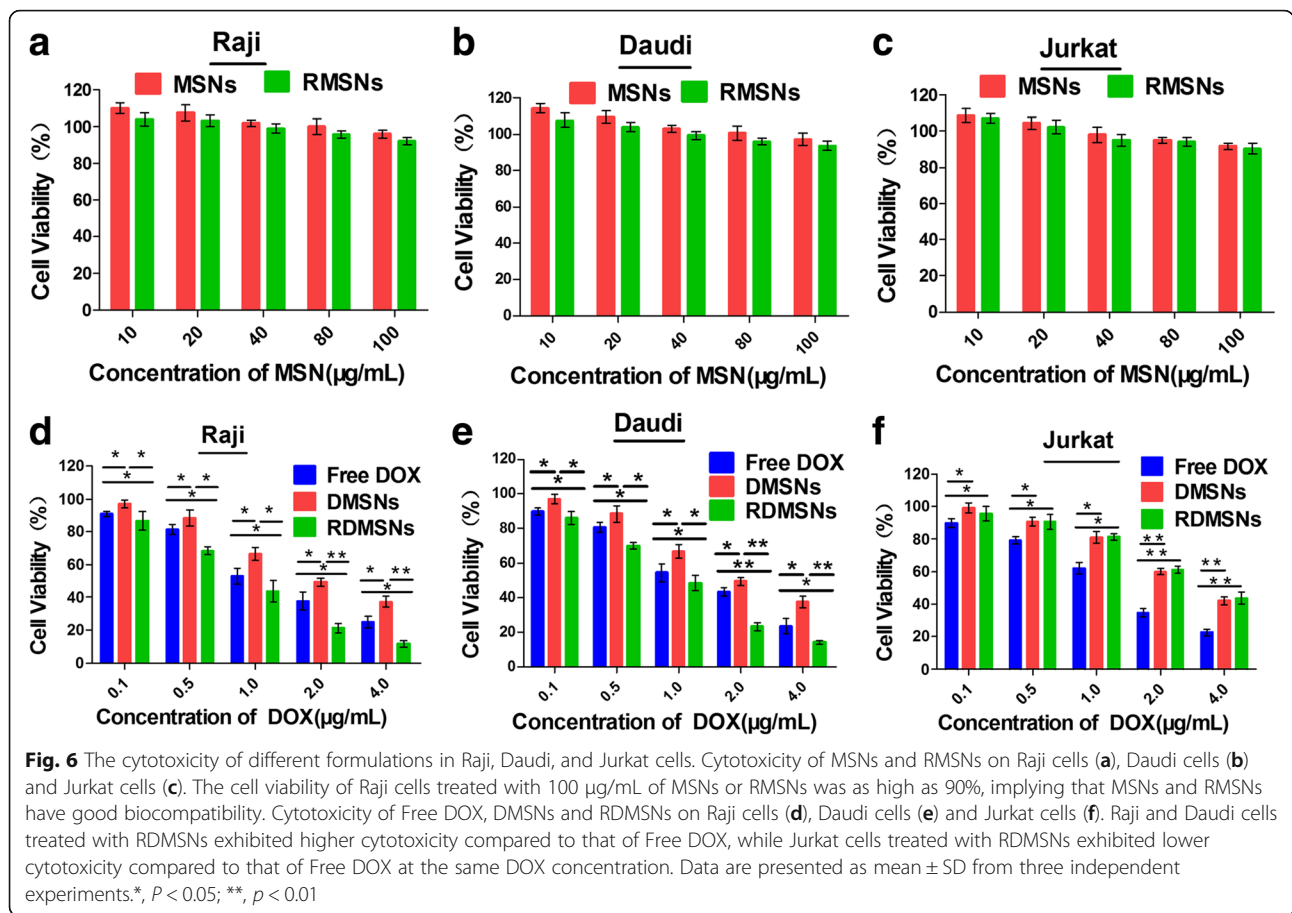 a
Raji
MSNs RMSNs
Cell Viability (%)
120
100
80
60
40
20
0
10 20 40 80 100
Concentration of MSN(µg/mL)
b
Daudi
MSNs RMSNs
Cell Viability (%)
120
100
80
60
40
20
0
10 20 40 80 100
Concentration of MSN(µg/mL)
c
Jurkat
MSNs RMSNs
Cell Viability (%)
120
100
80
60
40
20
0
10 20 40 80 100
Concentration of MSN(µg/mL)
d
Raji
Free DOX
DMSNs
RDMSNs
* * * * * * * * * * * ** * * ** *
Cell Viability (%)
120
100
80
60
40
20
0
0.1 0.5 1.0 2.0 4.0
Concentration of DOX(µg/mL)
e
Daudi
Free DOX
DMSNs
RDMSNs
* * * * * * * * * * ** ** * ** *
Cell Viability (%)
120
100
80
60
40
20
0
0.1 0.5 1.0 2.0 4.0
Concentration of DOX(µg/mL)
f
Jurkat
Free DOX
DMSNs
RDMSNs
* * * * * * ** ** ** **
Cell Viability (%)
120
100
80
60
40
20
0
0.1 0.5 1.0 2.0 4.0
Concentration of DOX(µg/mL)
Fig. 6 The cytotoxicity of different formulations in Raji, Daudi, and Jurkat cells. Cytotoxicity of MSNs and RMSNs on Raji cells (a), Daudi cells (b)
and Jurkat cells (c). The cell viability of Raji cells treated with 100 µg/mL of MSNs or RMSNs was as high as 90%, implying that MSNs and RMSNs
have good biocompatibility. Cytotoxicity of Free DOX, DMSNs and RDMSNs on Raji cells (d), Daudi cells (e) and Jurkat cells (f). Raji and Daudi cells
treated with RDMSNs exhibited higher cytotoxicity compared to that of Free DOX, while Jurkat cells treated with RDMSNs exhibited lower
cytotoxicity compared to that of Free DOX at the same DOX concentration. Data are presented as mean ± SD from three independent
experiments.*, P < 0.05; **, p < 0.01